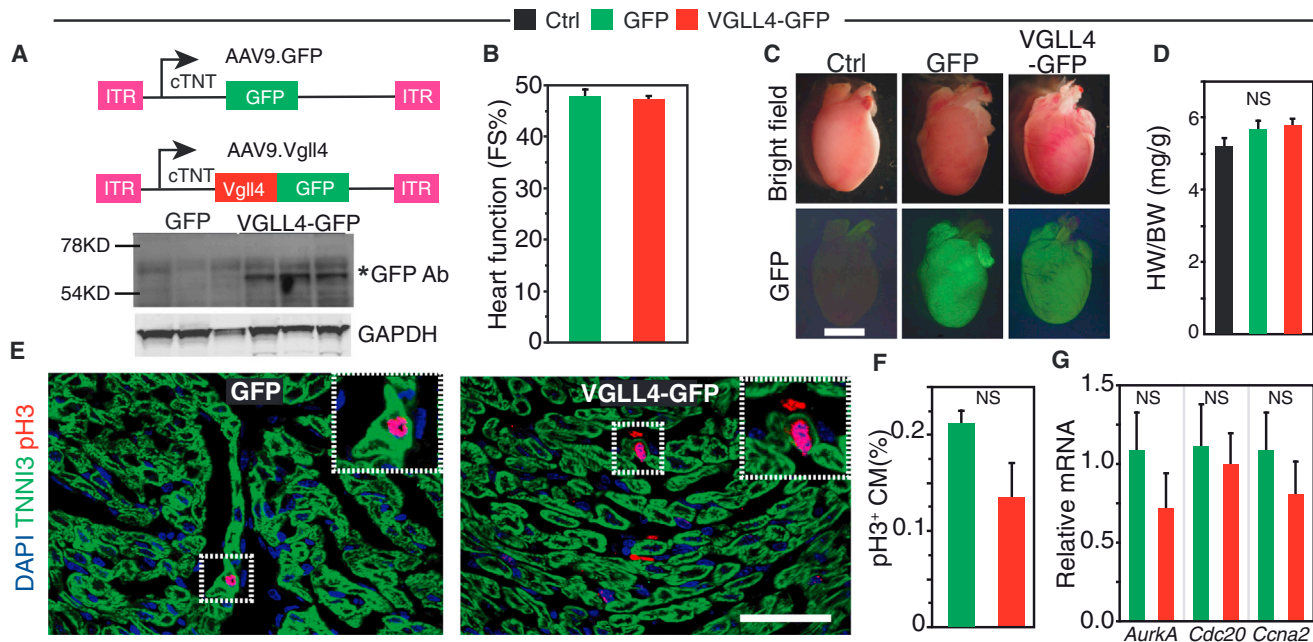 Ctrl GFP VGLL4-GFP
A
AAV9.GFP
cTNT
ITR GFP ITR
AAV9.Vgll4
cTNT
ITR Vgll4 GFP ITR
GFP VGLL4-GFP
78KD
*GFP Ab
54KD
GAPDH
B
Heart function (FS%)
50
40
30
20
10
0
C
Ctrl GFP VGLL4
-GFP
Bright field
GFP
D
HW/BW (mg/g)
NS
8
6
4
2
0
E
DAPI TNNI3 pH3
GFP
VGLL4-GFP
F
pH3⁺ CM(%)
NS
0.2
0.1
0
G
Relative mRNA
1.5
1.0
0.5
0.0
NS NS NS
AurkA Cdc20 Ccna2